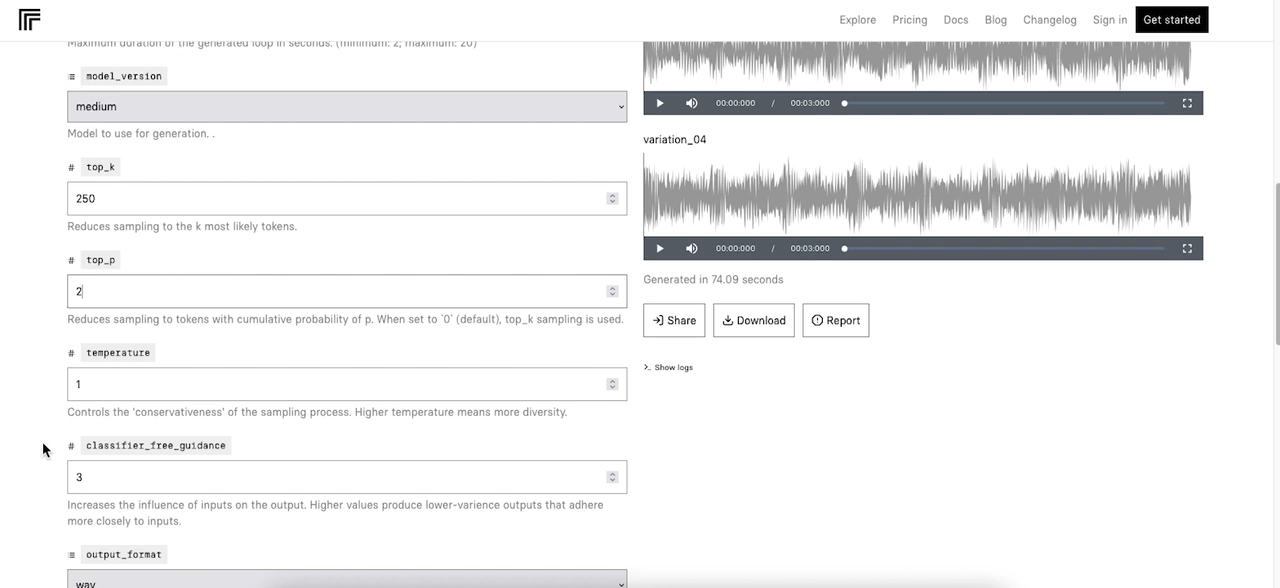 Explore Pricing Docs Blog Changelog Sign in Get started
Maximum duration of the generated loop in seconds. (minimum: 2; maximum: 20)
model_version
medium
Model to use for generation. .
# top_k
250
Reduces sampling to the k most likely tokens.
# top_p
2
Reduces sampling to tokens with cumulative probability of p. When set to `0` (default), top_k sampling is used.
# temperature
1
Controls the 'conservativeness' of the sampling process. Higher temperature means more diversity.
# classifier_free_guidance
3
Increases the influence of inputs on the output. Higher values produce lower-varience outputs that adhere
more closely to inputs.
output_format
wav
00:00:000 / 00:03:000
variation_04
00:00:000 / 00:03:000
Generated in 74.09 seconds
Share Download Report
>_ Show logs